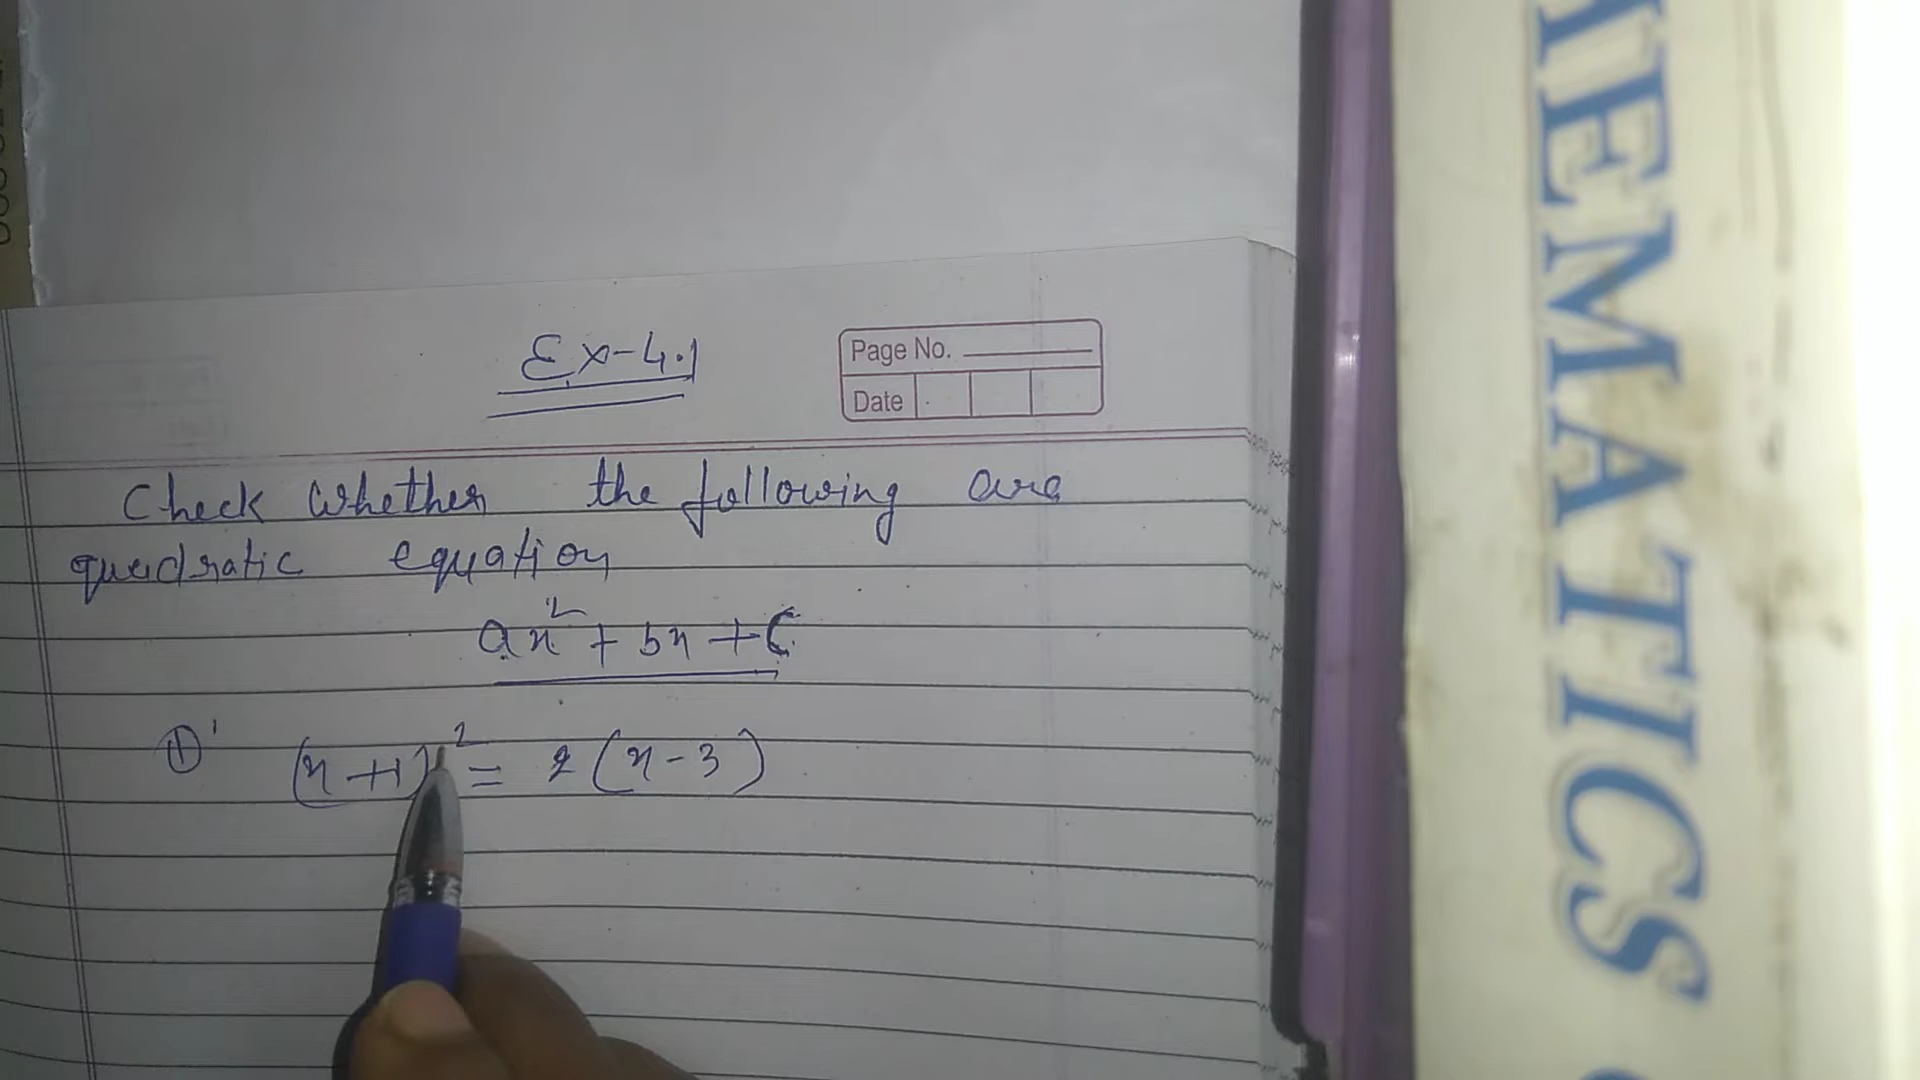 Ex-4.1
Page No.
Date
Check Whether the following are
quadratic equation
ax² + bx + C
① (x+1)² = 2(x-3)
EMATICS